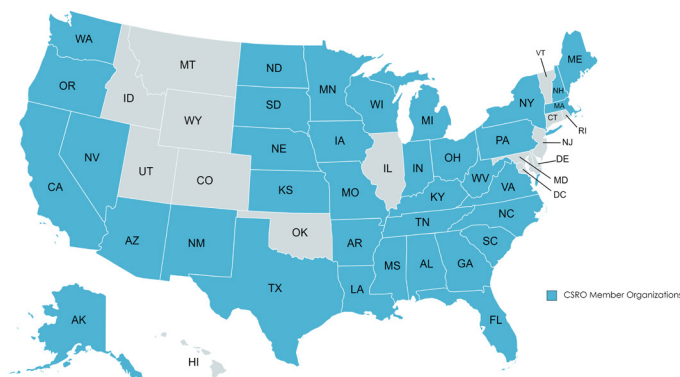 WA
OR
CA
NV
ID
MT
WY
UT
CO
AZ
NM
ND
SD
NE
KS
OK
TX
MN
IA
MO
AR
LA
WI
IL
MI
IN
OH
KY
TN
MS
AL
GA
FL
SC
NC
VA
WV
PA
NY
VT
NH
ME
MA
CT
RI
NJ
DE
MD
DC
AK
HI
CSRO Member Organizations